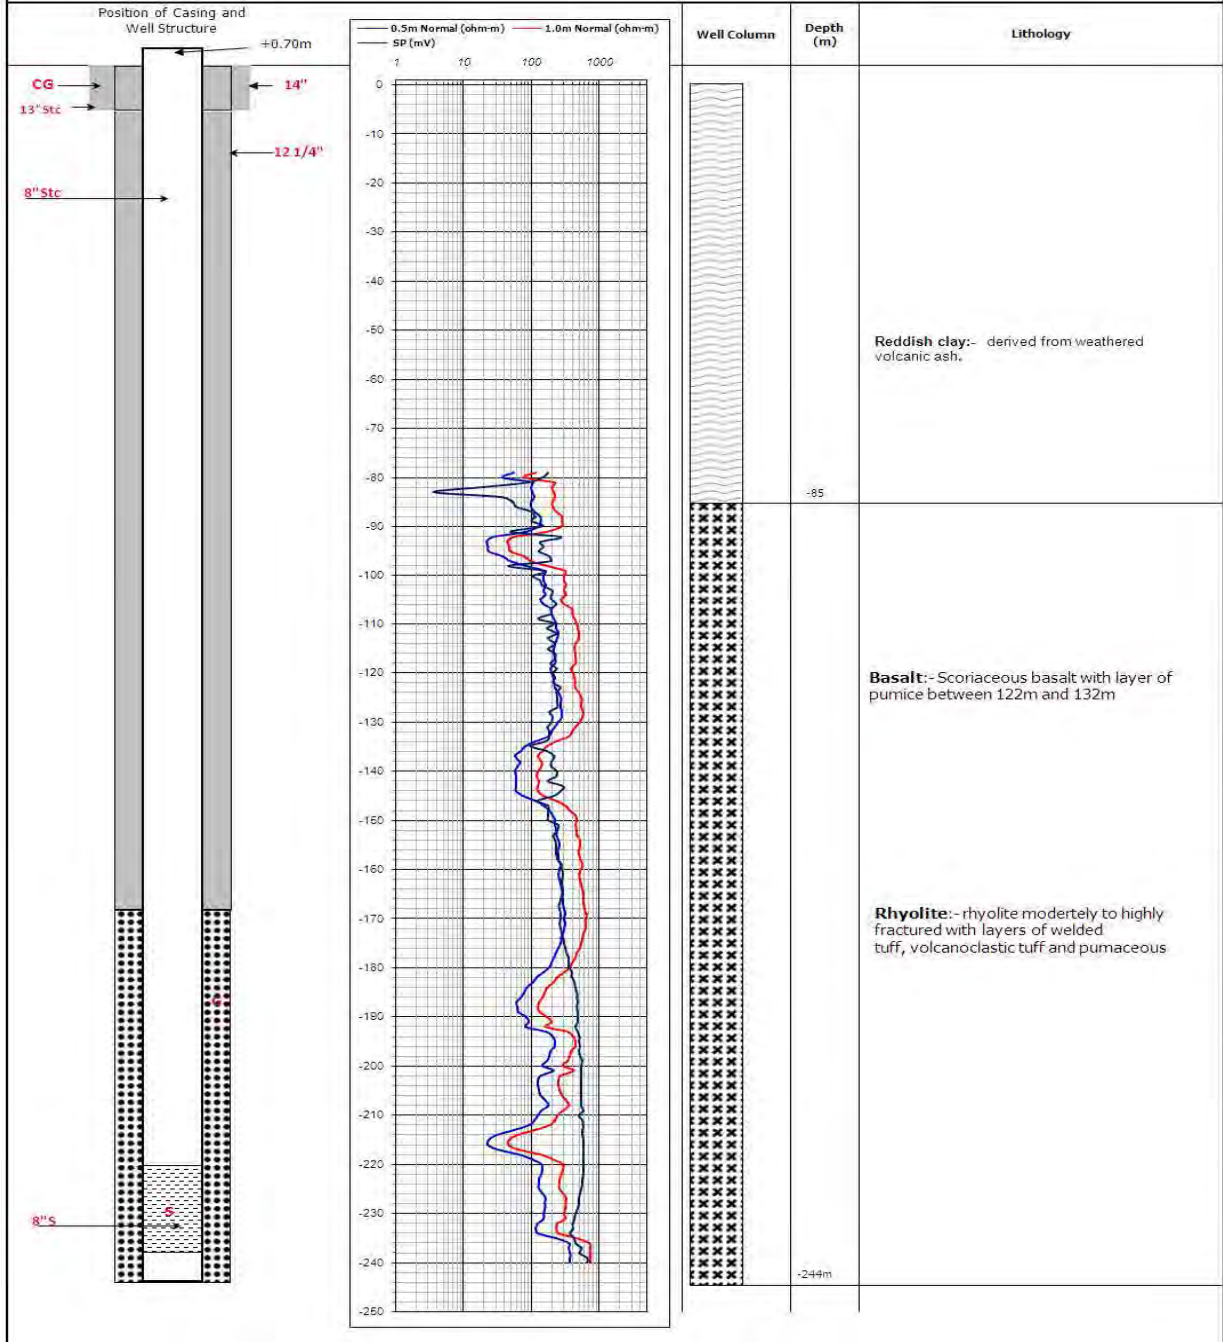 Position of Casing and
Well Structure
+0.70m
CG
14"
13" Stc
12 1/4"
8" Stc
G
S
8" S
0.5m Normal (ohm-m) 1.0m Normal (ohm-m)
SP (mV)
1 10 100 1000
0
-10
-20
-30
-40
-50
-60
-70
-80
-90
-100
-110
-120
-130
-140
-150
-160
-170
-180
-190
-200
-210
-220
-230
-240
-250
Well Column
Depth
(m)
Lithology
-85
-244m
Reddish clay:- derived from weathered
volcanic ash.
Basalt:- Scoriaceous basalt with layer of
pumice between 122m and 132m
Rhyolite:- rhyolite modertely to highly
fractured with layers of welded
tuff, volcanoclastic tuff and pumaceous